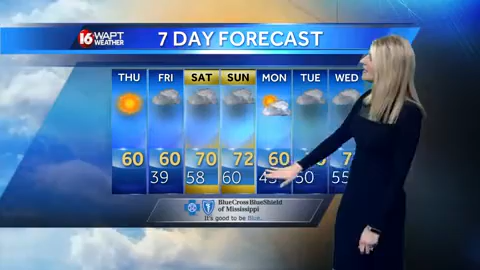 16 WAPT WEATHER
7 DAY FORECAST
THU FRI SAT SUN MON TUE WED
60 60 70 72 60
39 58 60 50 55
BlueCross BlueShield
of Mississippi
It's good to be Blue.